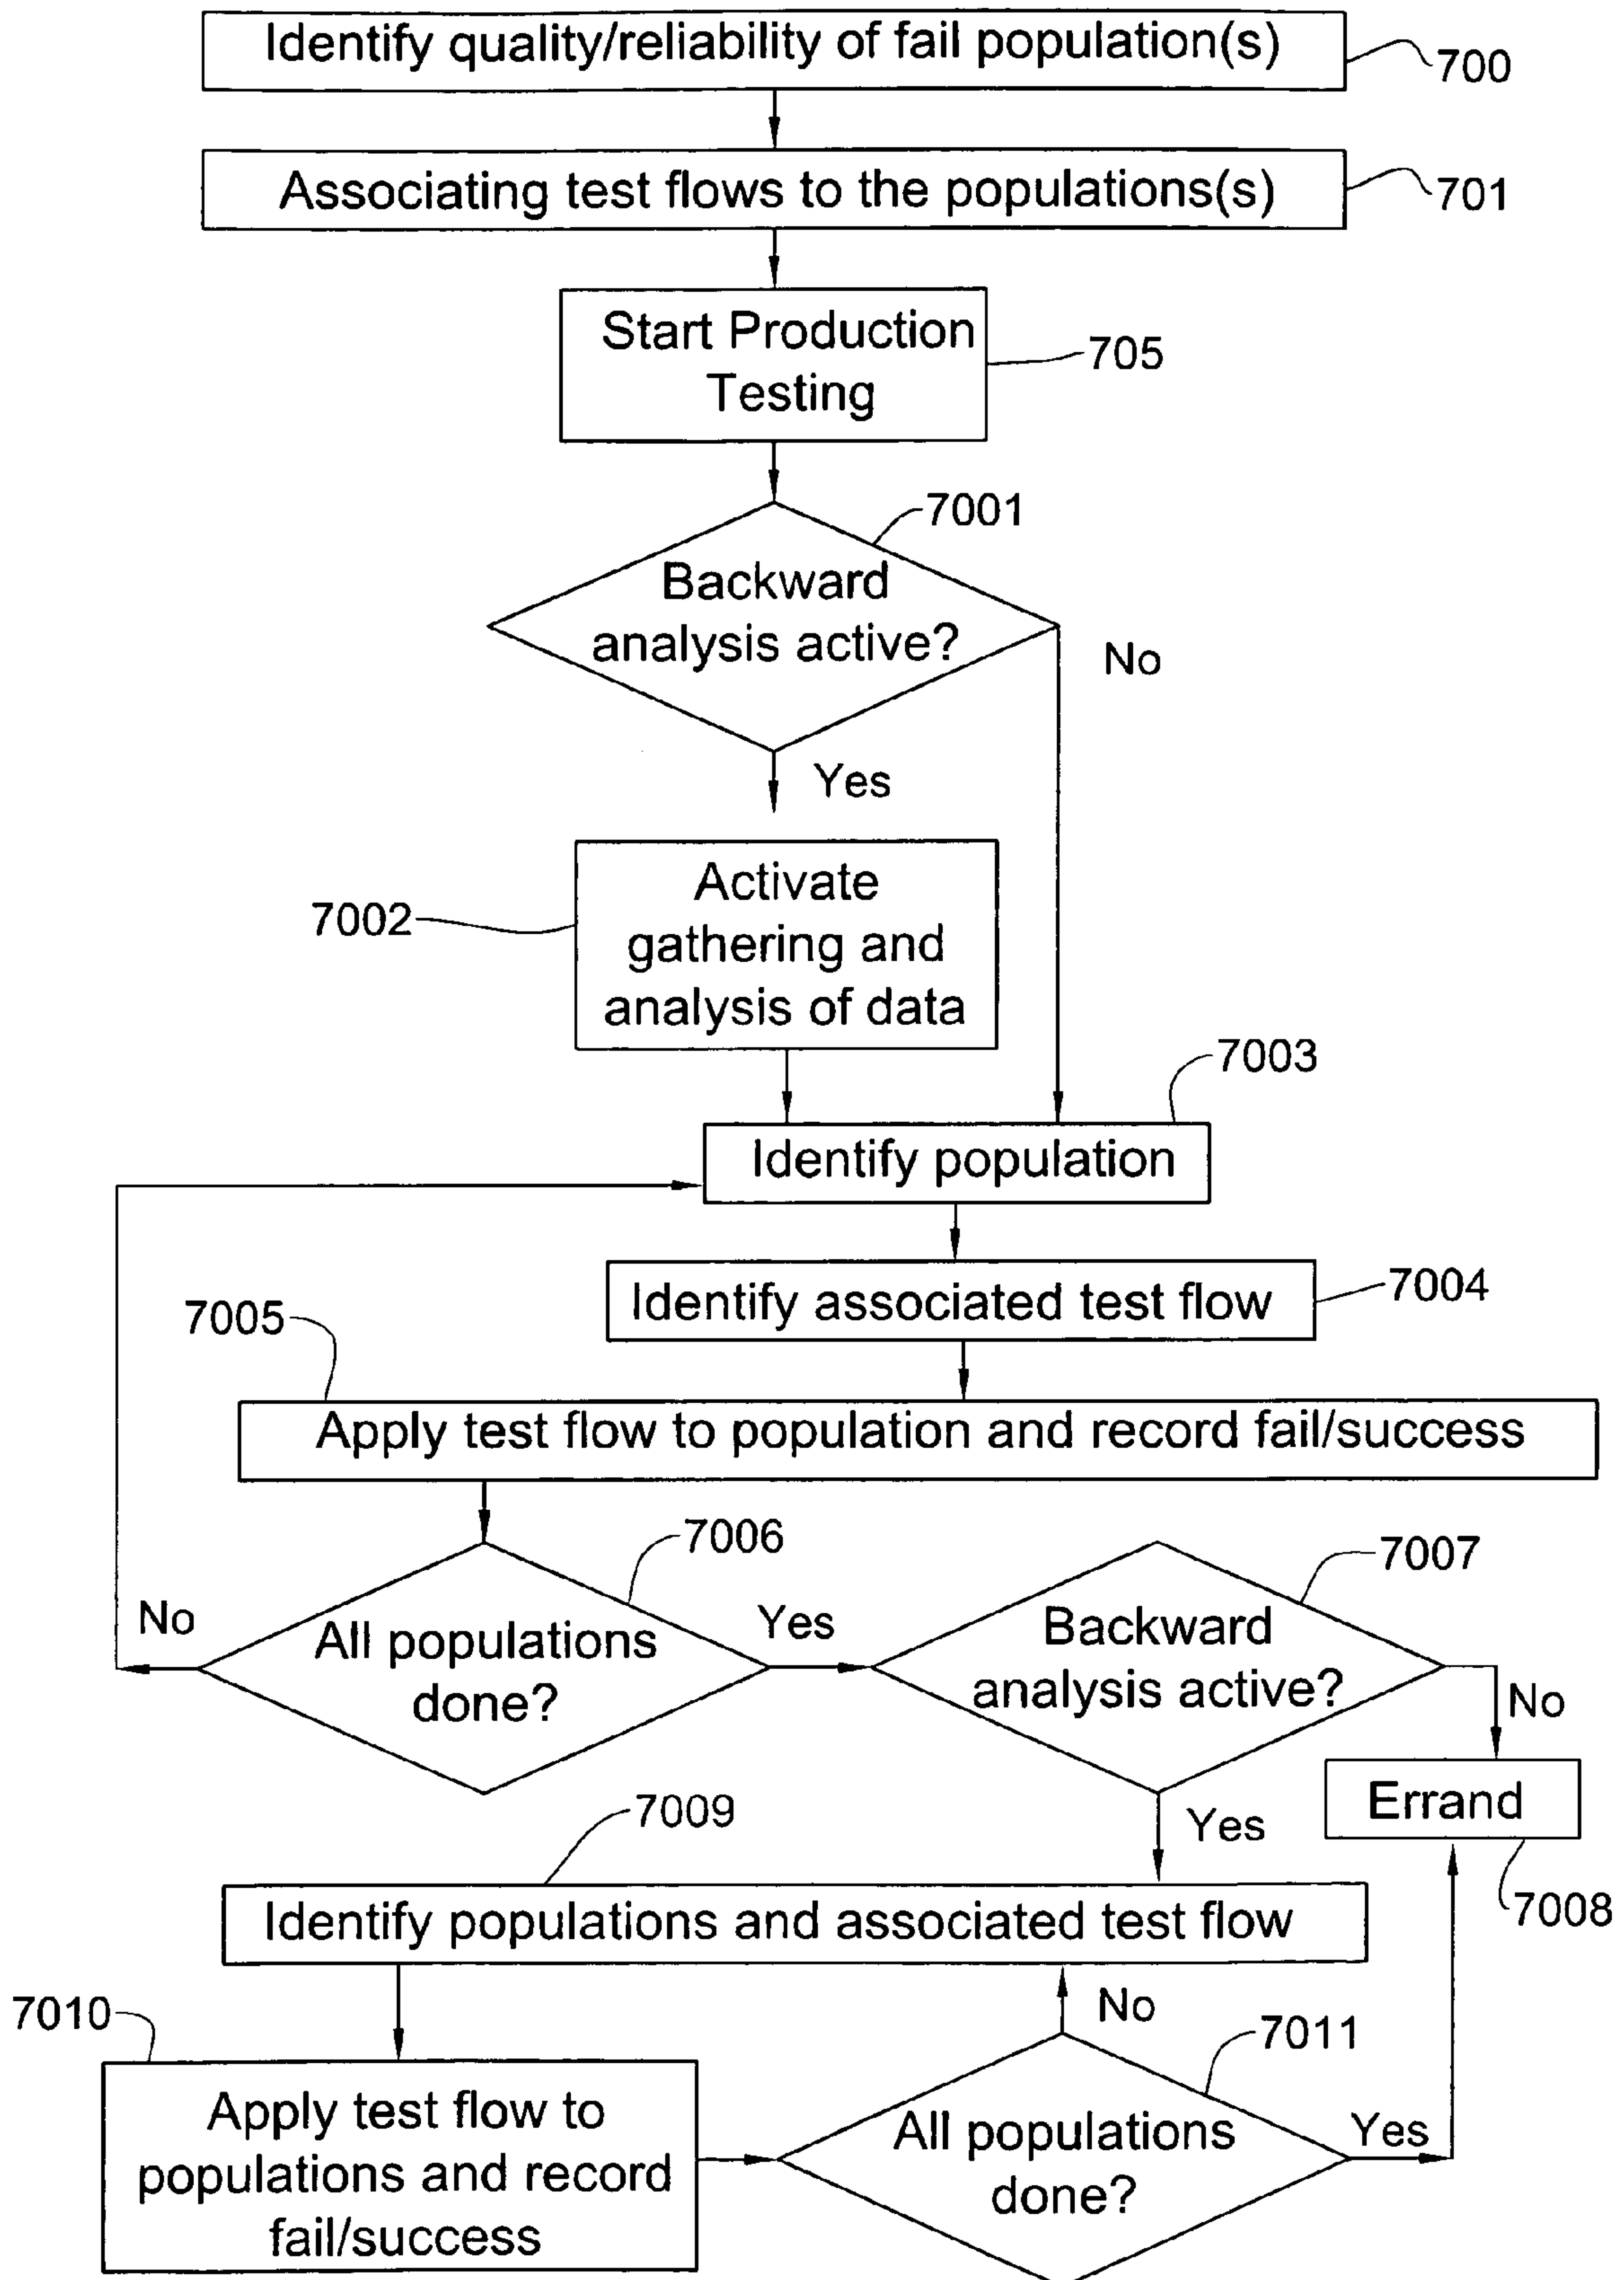 Identify quality/reliability of fail population(s)
700
Associating test flows to the populations(s)
701
Start Production
Testing
705
7001
Backward
analysis active?
No
Yes
Activate
gathering and
analysis of data
7002
7003
Identify population
Identify associated test flow
7004
7005
Apply test flow to population and record fail/success
7006
All populations
done?
No
Yes
7007
Backward
analysis active?
No
Yes
Errand
7008
7009
Identify populations and associated test flow
7010
Apply test flow to
populations and record
fail/success
No
7011
All populations
done?
Yes